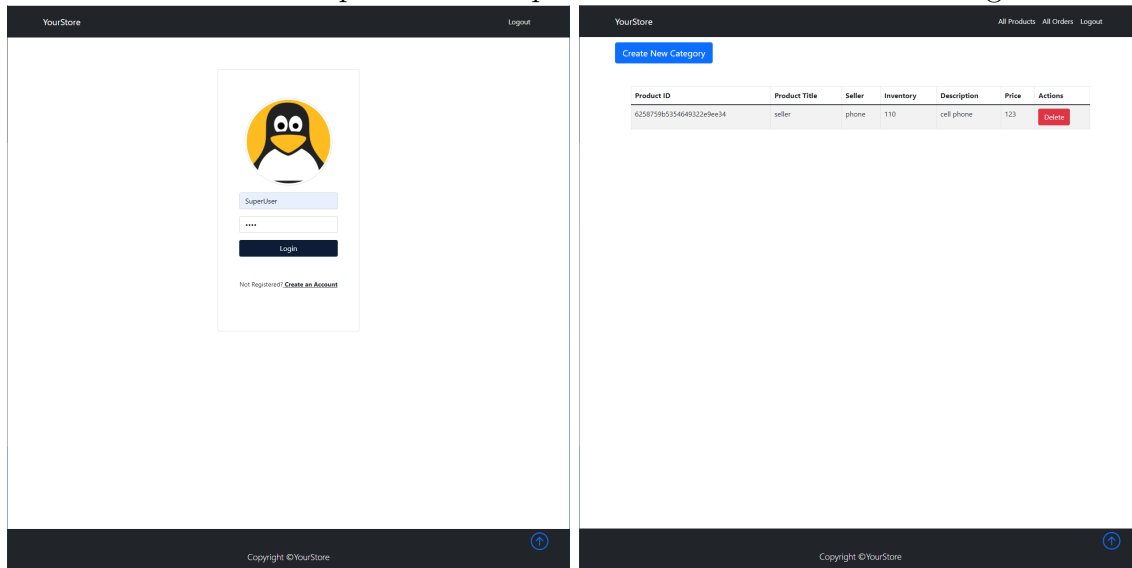 YourStore Logout
SuperUser
••••
Login
Not Registered? Create an Account
Copyright ©YourStore
YourStore All Products All Orders Logout
Create New Category
Product ID Product Title Seller Inventory Description Price Actions
6258759b5354649322e9ee34 seller phone 110 cell phone 123 Delete
Copyright ©YourStore